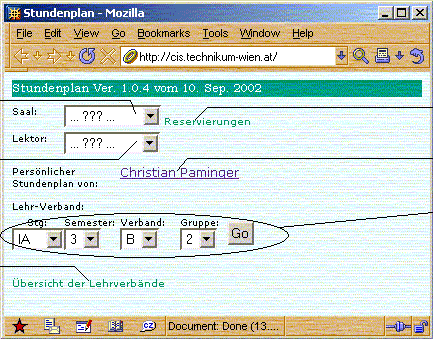 Stundenplan - Mozilla
File Edit View Go Bookmarks Tools Window Help
http://cis.technikum-wien.at/
Stundenplan Ver. 1.0.4 vom 10. Sep. 2002
Saal: ... ??? ... Reservierungen
Lektor: ... ??? ...
Persönlicher Christian Paminger
Stundenplan von:
Lehr-Verband:
Stg: Semester: Verband: Gruppe:
IA 3 B 2 Go
Übersicht der Lehrverbände
CZ Document: Done (13....